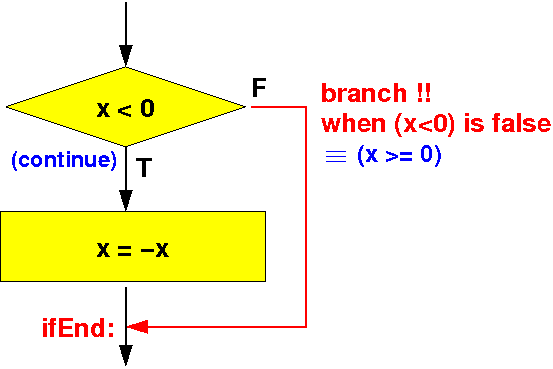 x < 0
F
branch !!
when (x<0) is false
≡ (x >= 0)
(continue)
T
x = −x
ifEnd: